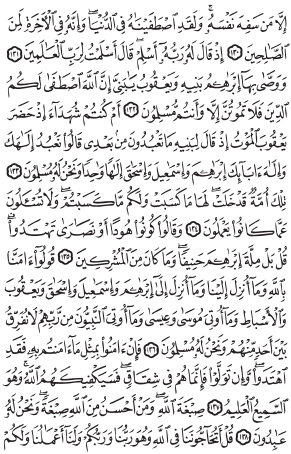 إِلَّا مَن سَفِهَ نَفْسَهُۥ ۚ وَلَقَدِ ٱصْطَفَيْنَٰهُ فِى ٱلدُّنْيَا ۖ وَإِنَّهُۥ فِى ٱلْءَاخِرَةِ لَمِنَ
ٱلصَّٰلِحِينَ ١٣٠ إِذْ قَالَ لَهُۥ رَبُّهُۥٓ أَسْلِمْ ۖ قَالَ أَسْلَمْتُ لِرَبِّ ٱلْعَٰلَمِينَ ١٣١
وَوَصَّىٰ بِهَآ إِبْرَٰهِـۧمُ بَنِيهِ وَيَعْقُوبُ يَٰبَنِىَّ إِنَّ ٱللَّهَ ٱصْطَفَىٰ لَكُمُ
ٱلدِّينَ فَلَا تَمُوتُنَّ إِلَّا وَأَنتُم مُّسْلِمُونَ ١٣٢ أَمْ كُنتُمْ شُهَدَآءَ إِذْ حَضَرَ
يَعْقُوبَ ٱلْمَوْتُ إِذْ قَالَ لِبَنِيهِ مَا تَعْبُدُونَ مِنۢ بَعْدِى قَالُوا۟ نَعْبُدُ إِلَٰهَكَ
وَإِلَٰهَ ءَابَآئِكَ إِبْرَٰهِـۧمَ وَإِسْمَٰعِيلَ وَإِسْحَٰقَ إِلَٰهًا وَٰحِدًا وَنَحْنُ لَهُۥ مُسْلِمُونَ ١٣٣
تِلْكَ أُمَّةٌ قَدْ خَلَتْ ۖ لَهَا مَا كَسَبَتْ وَلَكُم مَّا كَسَبْتُمْ ۖ وَلَا تُسْـَٔلُونَ
عَمَّا كَانُوا۟ يَعْمَلُونَ ١٣٤ وَقَالُوا۟ كُونُوا۟ هُودًا أَوْ نَصَٰرَىٰ تَهْتَدُوا۟ ۗ
قُلْ بَلْ مِلَّةَ إِبْرَٰهِـۧمَ حَنِيفًا ۖ وَمَا كَانَ مِنَ ٱلْمُشْرِكِينَ ١٣٥ قُولُوٓا۟ ءَامَنَّا
بِٱللَّهِ وَمَآ أُنزِلَ إِلَيْنَا وَمَآ أُنزِلَ إِلَىٰٓ إِبْرَٰهِـۧمَ وَإِسْمَٰعِيلَ وَإِسْحَٰقَ وَيَعْقُوبَ
وَٱلْأَسْبَاطِ وَمَآ أُوتِىَ مُوسَىٰ وَعِيسَىٰ وَمَآ أُوتِىَ ٱلنَّبِيُّونَ مِن رَّبِّهِمْ لَا نُفَرِّقُ
بَيْنَ أَحَدٍ مِّنْهُمْ وَنَحْنُ لَهُۥ مُسْلِمُونَ ١٣٦ فَإِنْ ءَامَنُوا۟ بِمِثْلِ مَآ ءَامَنتُم بِهِۦ فَقَدِ
ٱهْتَدَوا۟ ۖ وَّإِن تَوَلَّوْا۟ فَإِنَّمَا هُمْ فِى شِقَاقٍ ۖ فَسَيَكْفِيكَهُمُ ٱللَّهُ ۚ وَهُوَ
ٱلسَّمِيعُ ٱلْعَلِيمُ ١٣٧ صِبْغَةَ ٱللَّهِ ۖ وَمَنْ أَحْسَنُ مِنَ ٱللَّهِ صِبْغَةً ۖ وَنَحْنُ لَهُۥ
عَٰبِدُونَ ١٣٨ قُلْ أَتُحَآجُّونَنَا فِى ٱللَّهِ وَهُوَ رَبُّنَا وَرَبُّكُمْ وَلَنَآ أَعْمَٰلُنَا وَلَكُمْ